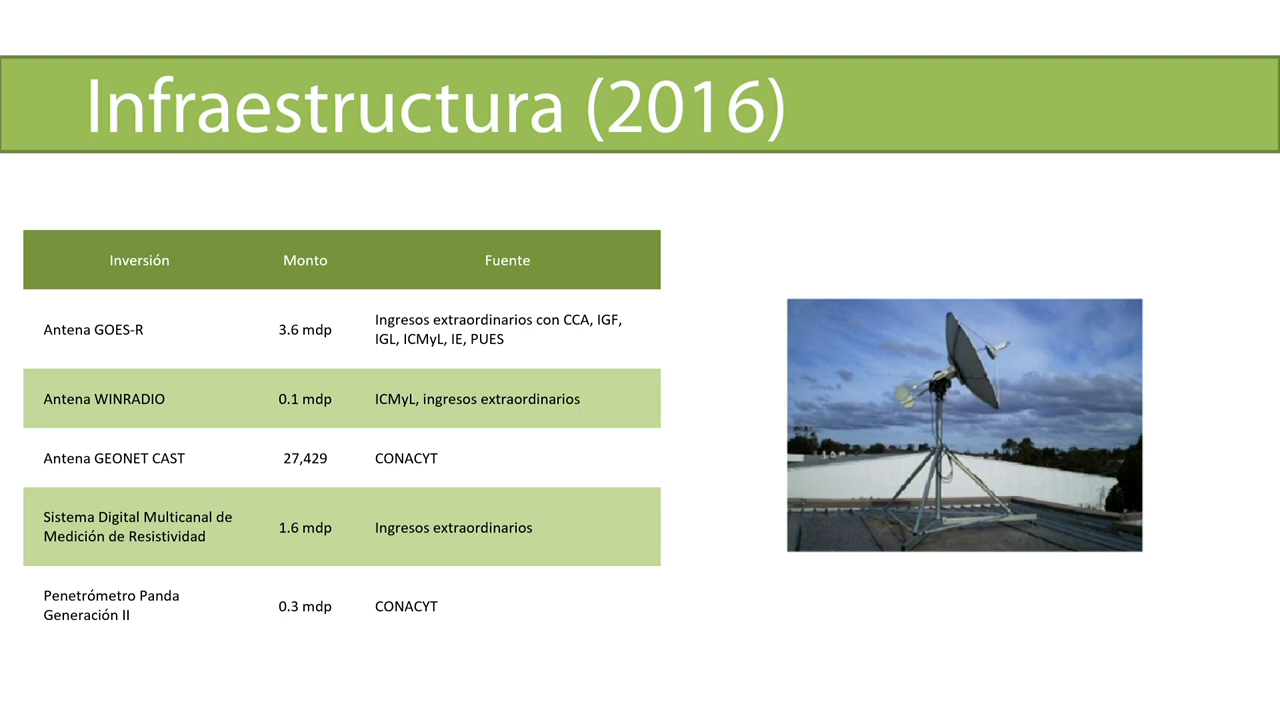 Infraestructura (2016)
Inversión Monto Fuente
Antena GOES-R 3.6 mdp Ingresos extraordinarios con CCA, IGF,
IGL, ICMyL, IE, PUES
Antena WINRADIO 0.1 mdp ICMyL, ingresos extraordinarios
Antena GEONET CAST 27,429 CONACYT
Sistema Digital Multicanal de
Medición de Resistividad 1.6 mdp Ingresos extraordinarios
Penetrómetro Panda
Generación II 0.3 mdp CONACYT